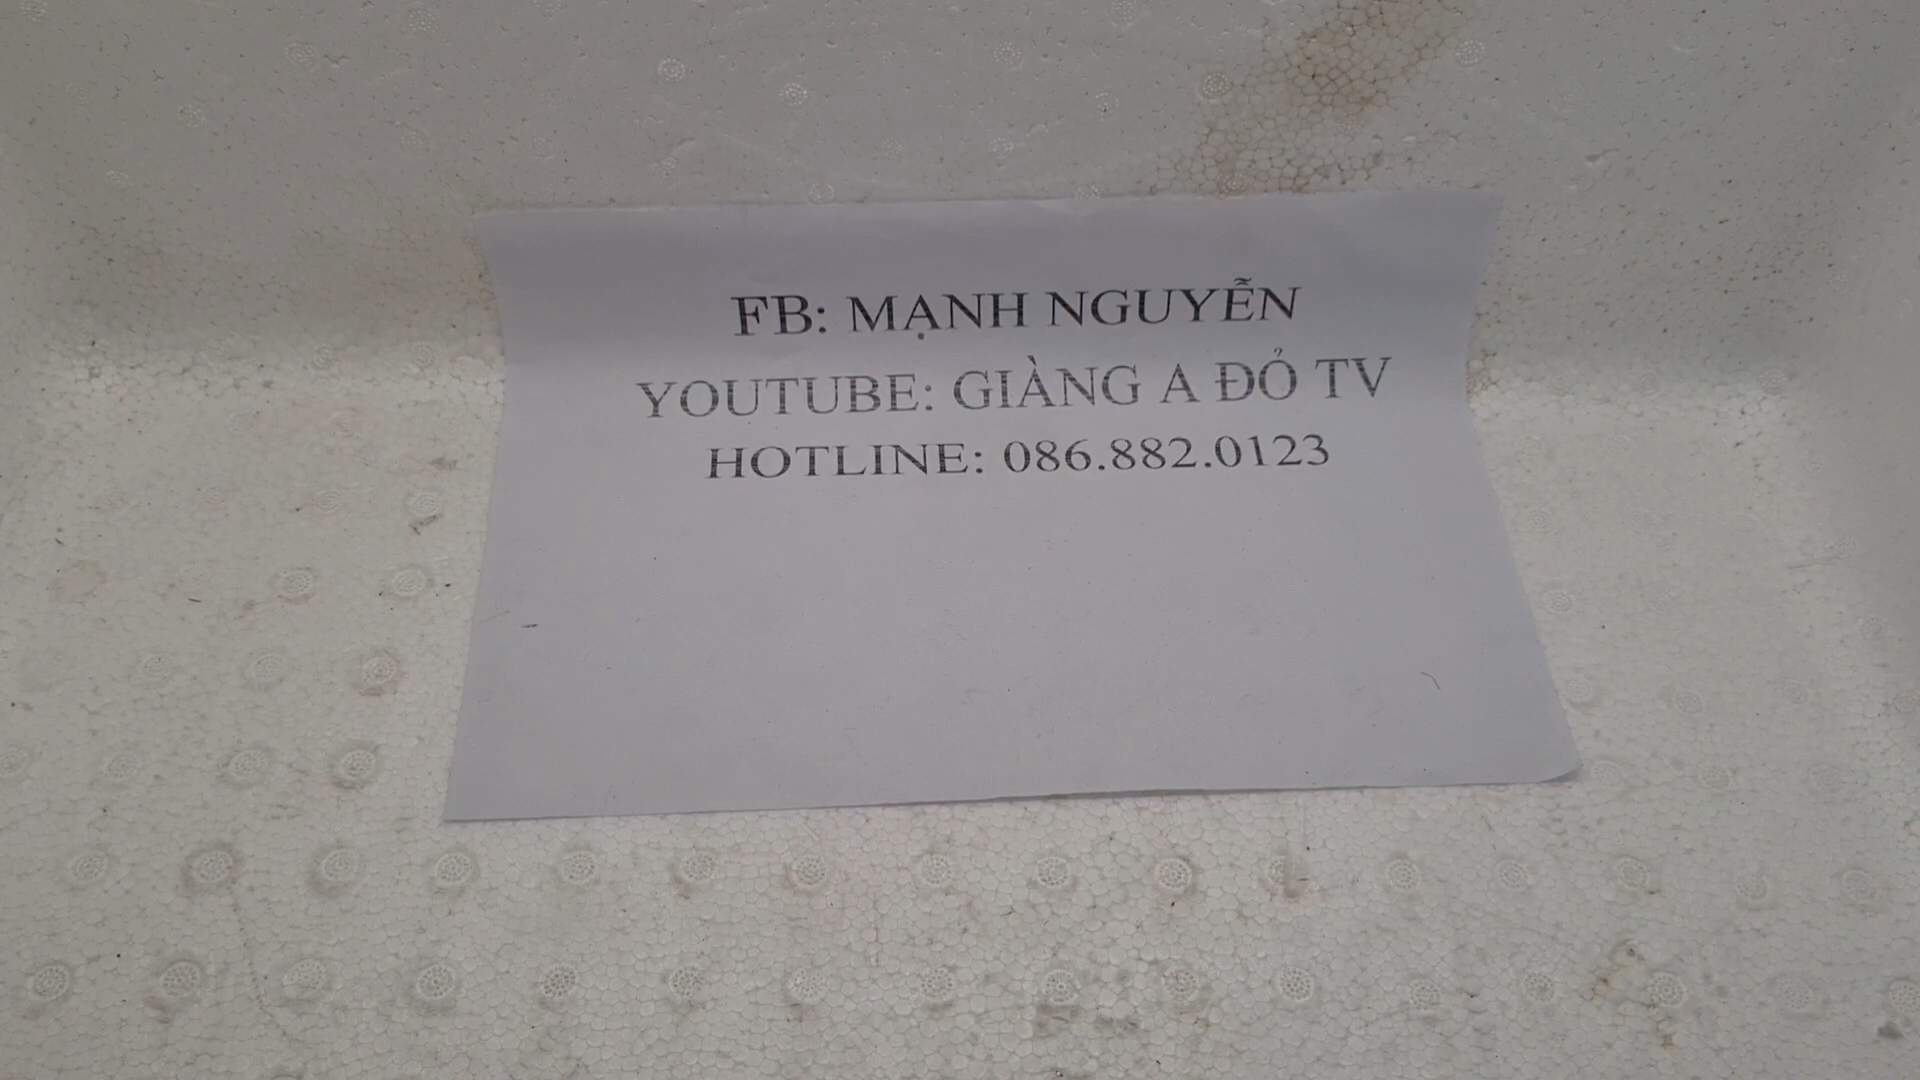 FB: MẠNH NGUYỄN
YOUTUBE: GIÀNG A ĐỎ TV
HOTLINE: 086.882.0123